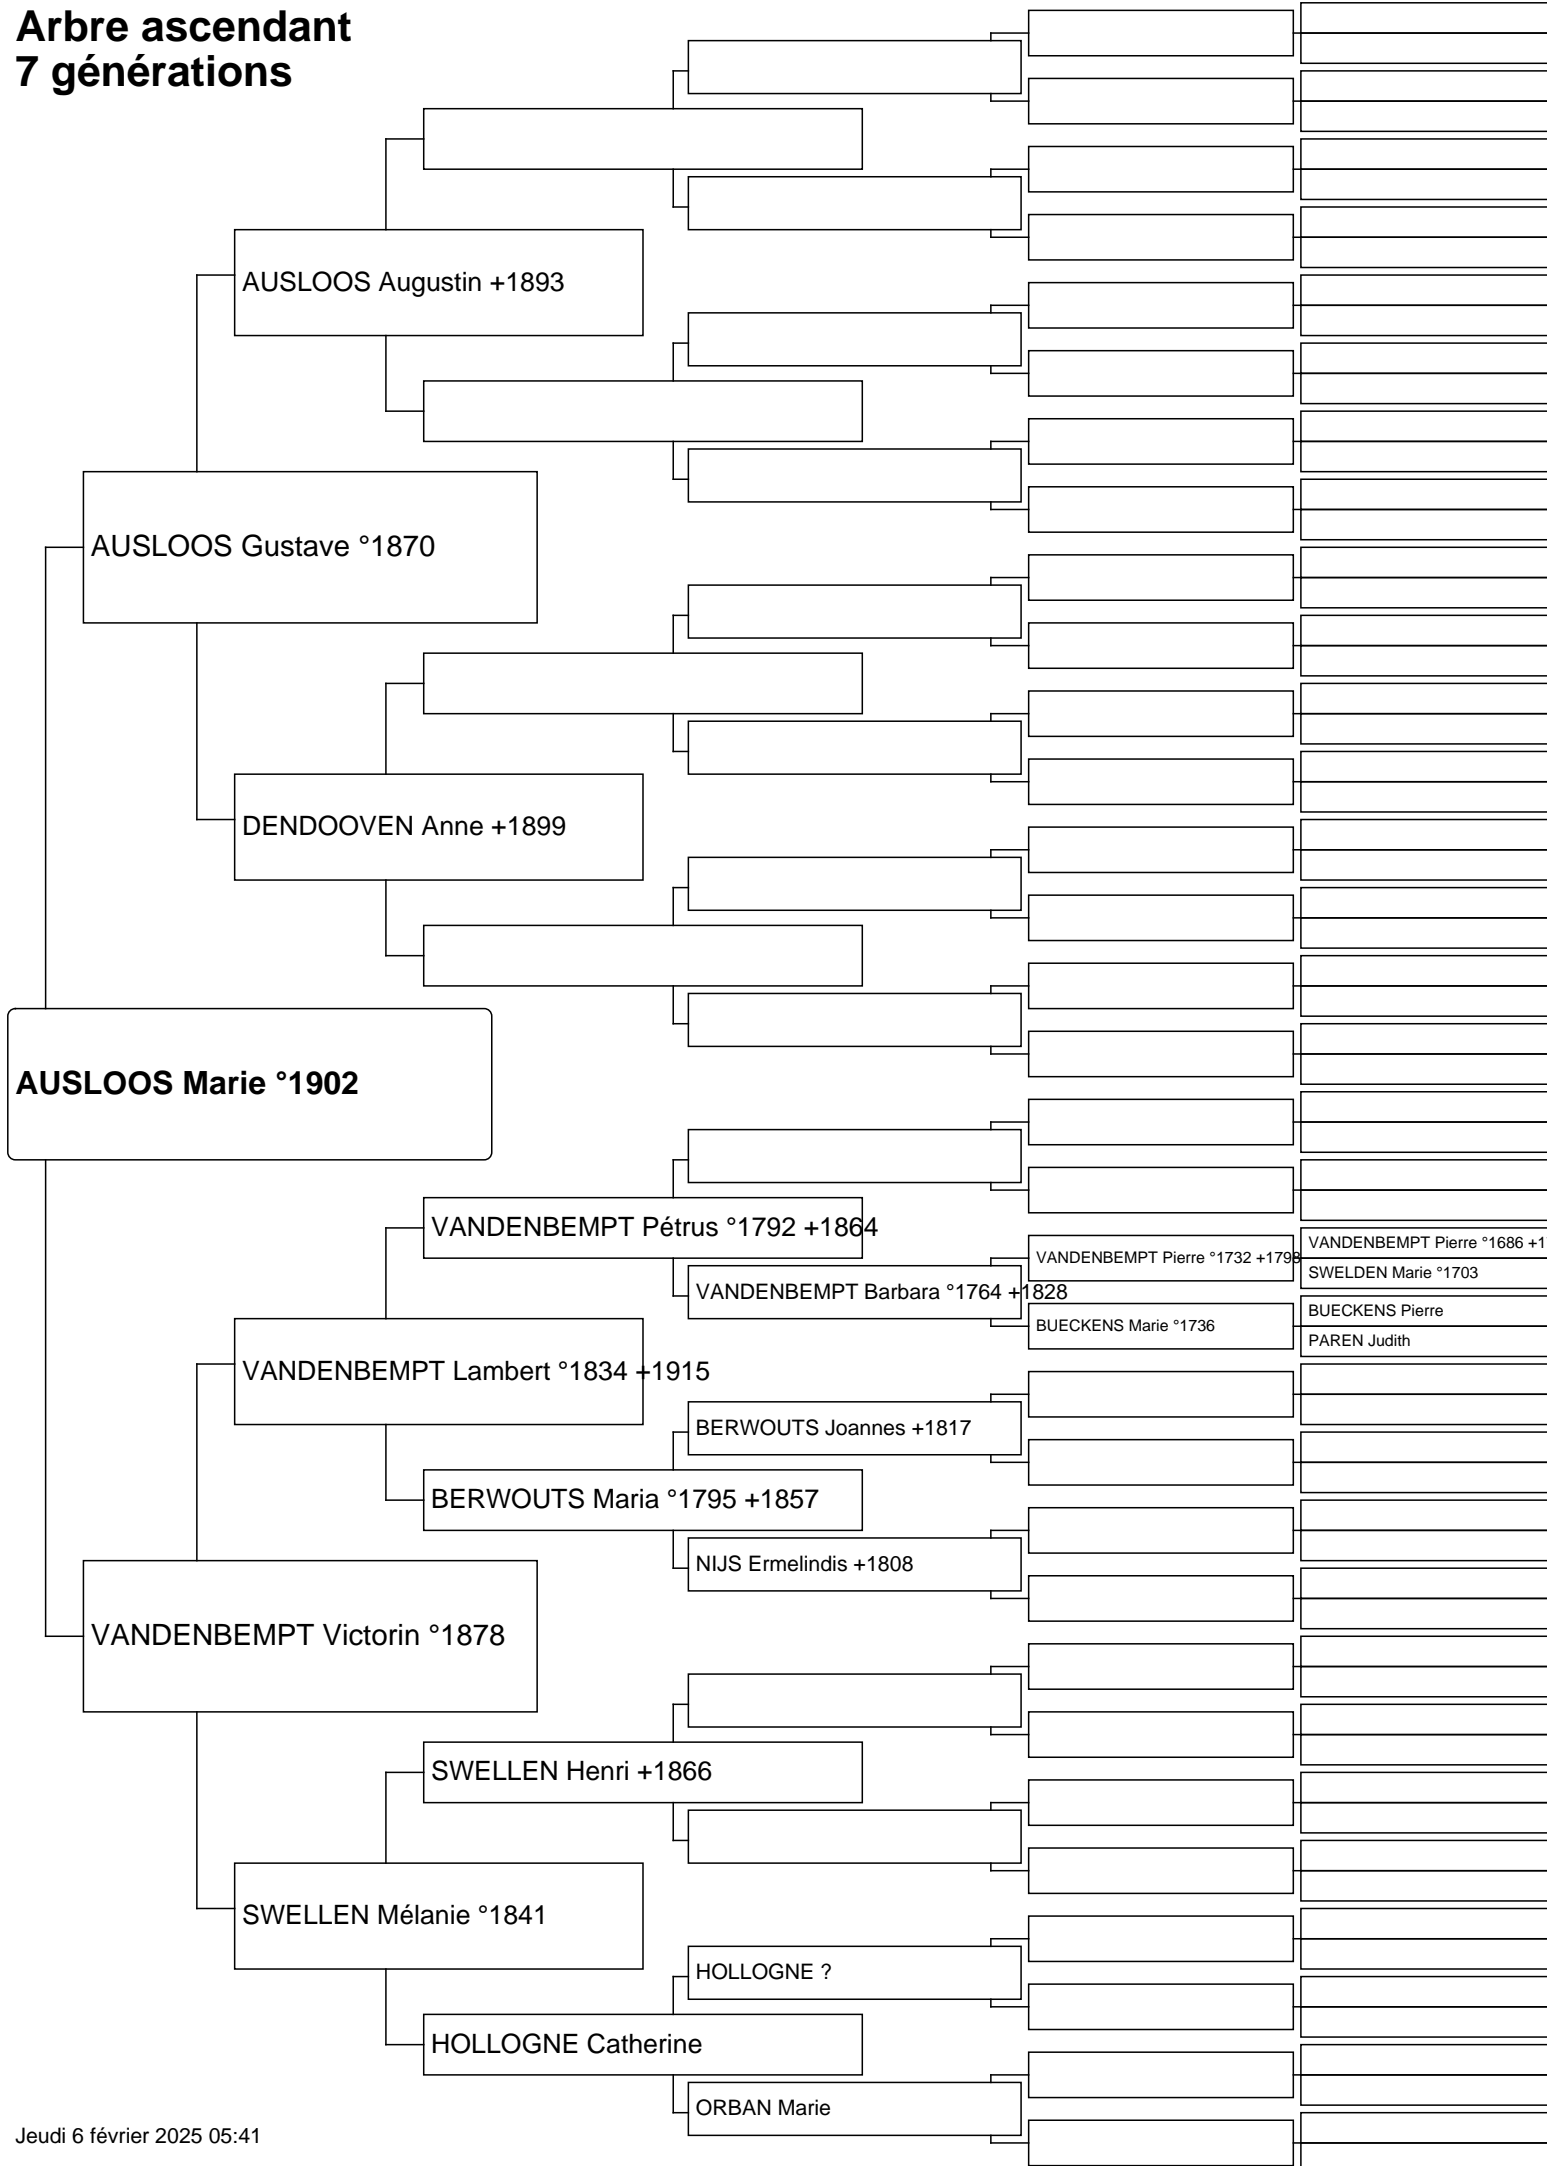 Arbre ascendant
7 générations
AUSLOOS Augustin +1893
AUSLOOS Gustave °1870
DENDOOVEN Anne +1899
AUSLOOS Marie °1902
VANDENBEMPT Pétrus °1792 +1864
VANDENBEMPT Pierre °1732 +1798
VANDENBEMPT Pierre °1686
SWELDEN Marie °1703
VANDENBEMPT Barbara °1764 +1828
BUECKENS Marie °1736
BUECKENS Pierre
PAREN Judith
VANDENBEMPT Lambert °1834 +1915
BERWOUTS Joannes +1817
BERWOUTS Maria °1795 +1857
NIJS Ermelindis +1808
VANDENBEMPT Victorin °1878
SWELLEN Henri +1866
SWELLEN Mélanie °1841
HOLLOGNE ?
HOLLOGNE Catherine
ORBAN Marie
Jeudi 6 février 2025 05:41